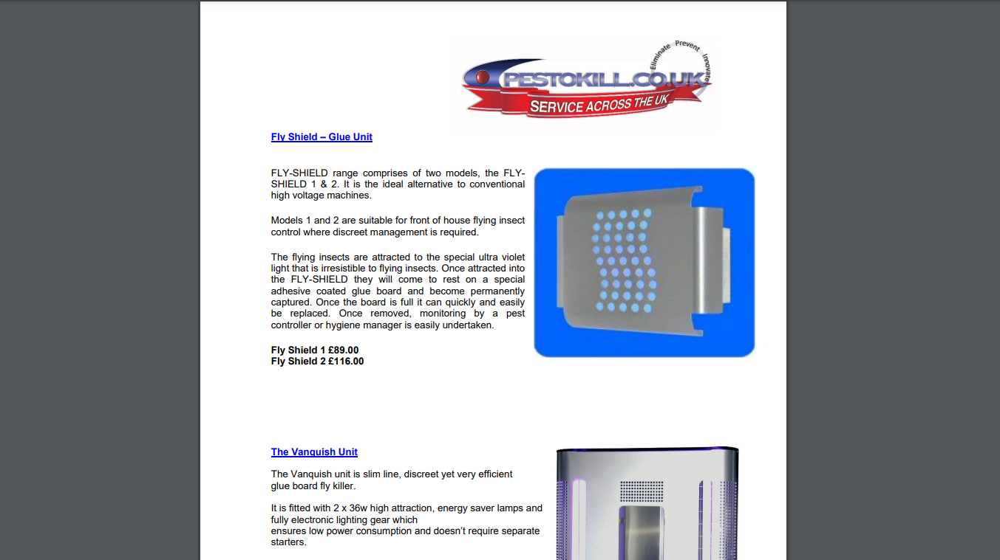 Eliminate Prevent Innovate
PESTOKILL.CO.UK
SERVICE ACROSS THE UK
Fly Shield – Glue Unit
FLY-SHIELD range comprises of two models, the FLY-
SHIELD 1 & 2. It is the ideal alternative to conventional
high voltage machines.
Models 1 and 2 are suitable for front of house flying insect
control where discreet management is required.
The flying insects are attracted to the special ultra violet
light that is irresistible to flying insects. Once attracted into
the FLY-SHIELD they will come to rest on a special
adhesive coated glue board and become permanently
captured. Once the board is full it can quickly and easily
be replaced. Once removed, monitoring by a pest
controller or hygiene manager is easily undertaken.
Fly Shield 1 £89.00
Fly Shield 2 £116.00
The Vanquish Unit
The Vanquish unit is slim line, discreet yet very efficient
glue board fly killer.
It is fitted with 2 x 36w high attraction, energy saver lamps and
fully electronic lighting gear which
ensures low power consumption and doesn’t require separate
starters.